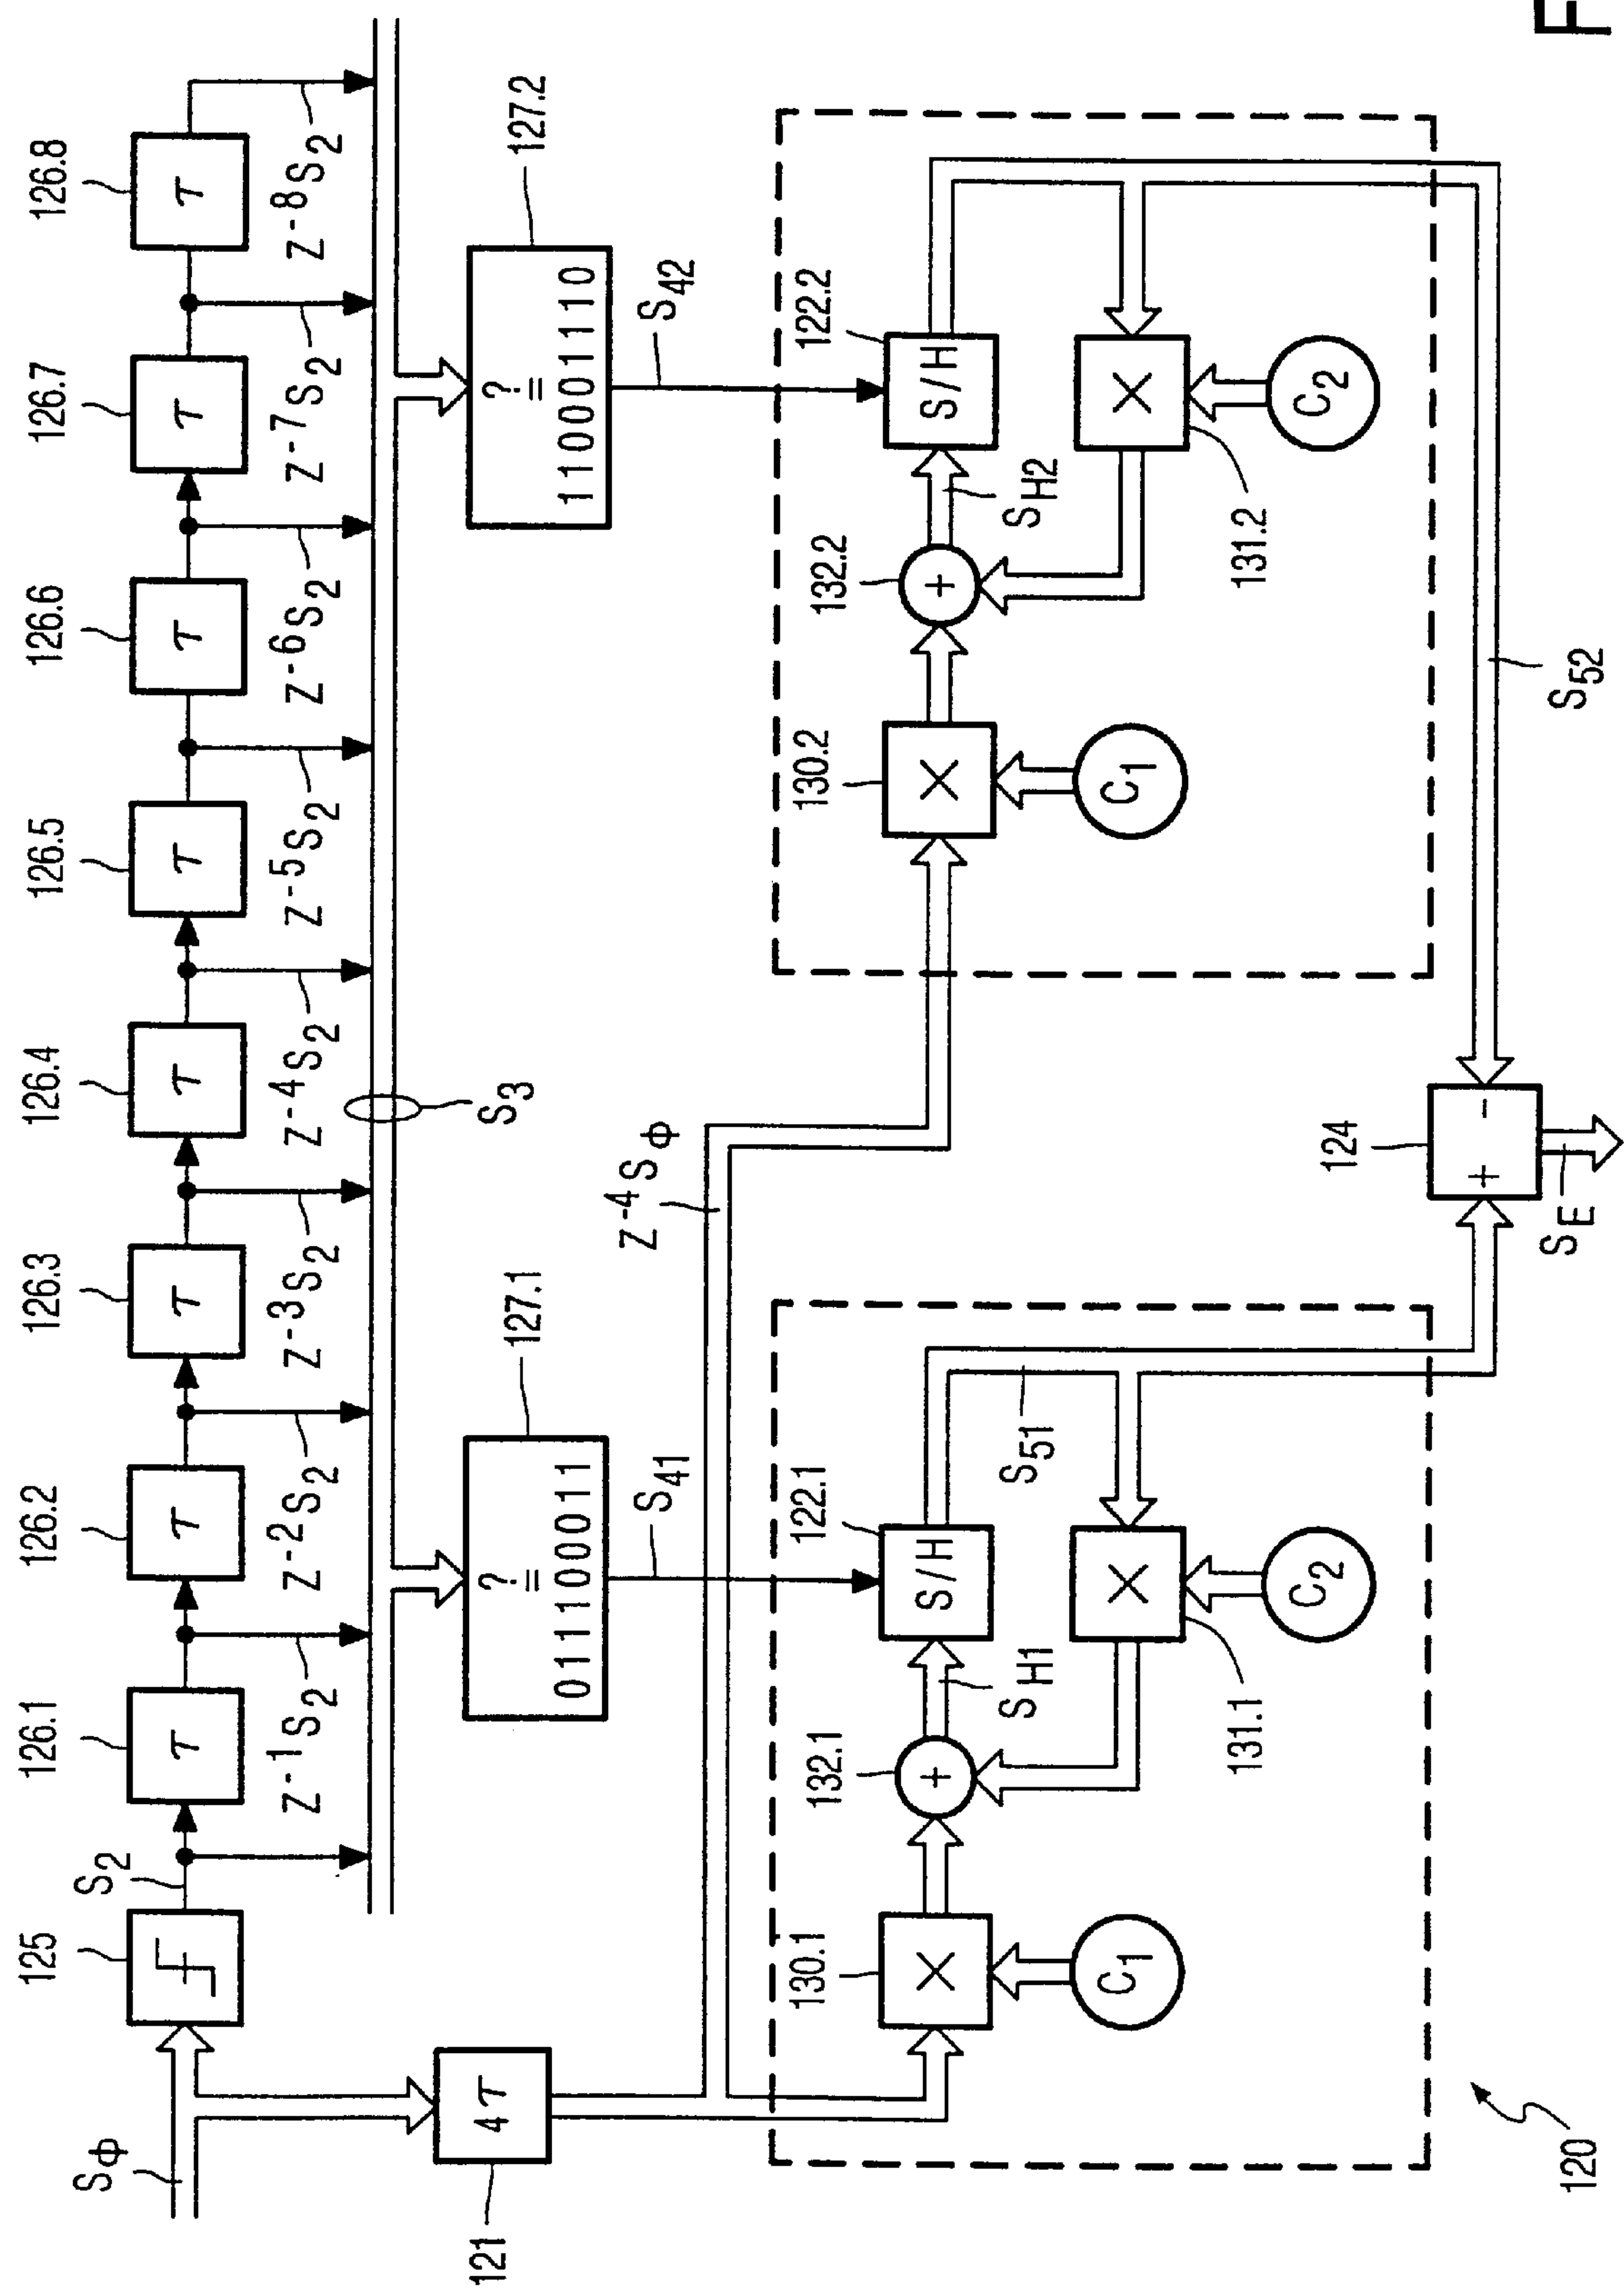 F
126.1 126.2 126.3 126.4 126.5 126.6 126.7 126.8
125
S2
τ τ τ τ τ τ τ τ
SΦ
Z-1S2 Z-2S2 Z-3S2 Z-4S2 Z-5S2 Z-6S2 Z-7S2 Z-8S2
S3
121
4τ
127.1
?
=
011100011
127.2
?
=
110001110
S41
S42
Z-4SΦ
130.1
×
C1
132.1
+
SH1
122.1
S/H
S51
131.1
×
C2
130.2
×
C1
132.2
+
SH2
122.2
S/H
131.2
×
C2
124
+ -
S52
SE
120